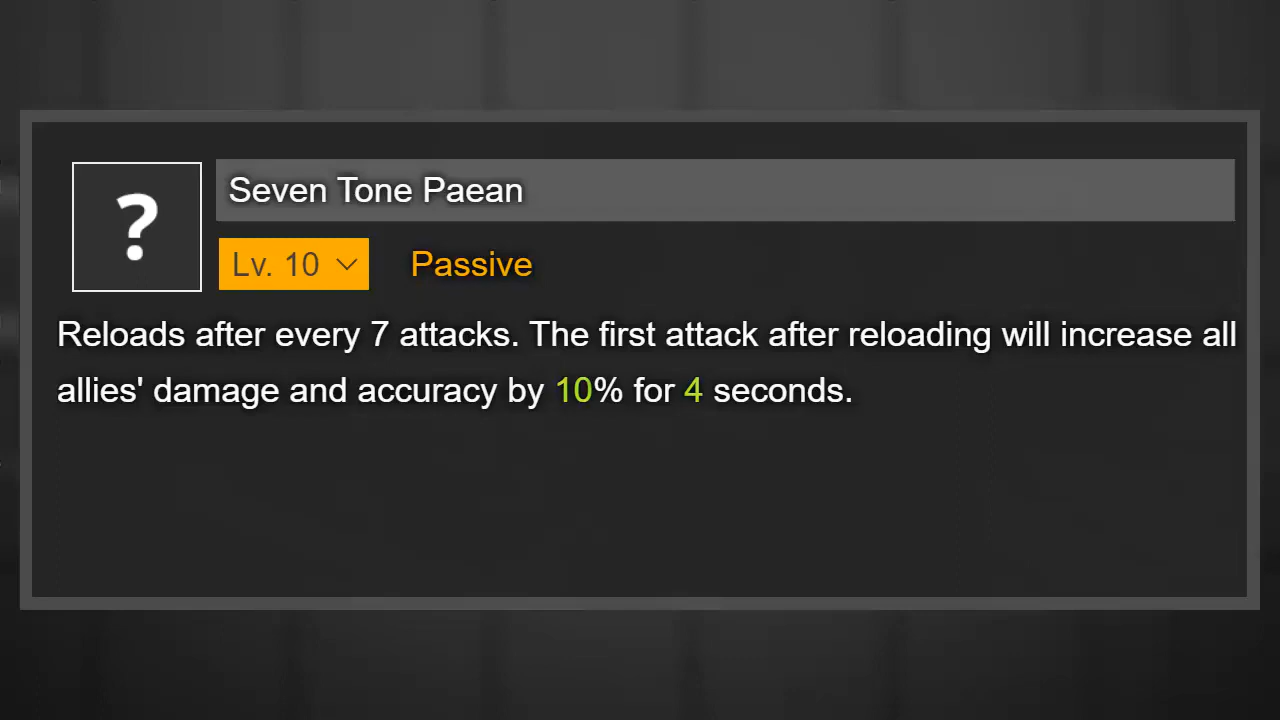 ?
Seven Tone Paean
Lv. 10
Passive
Reloads after every 7 attacks. The first attack after reloading will increase all
allies' damage and accuracy by 10% for 4 seconds.